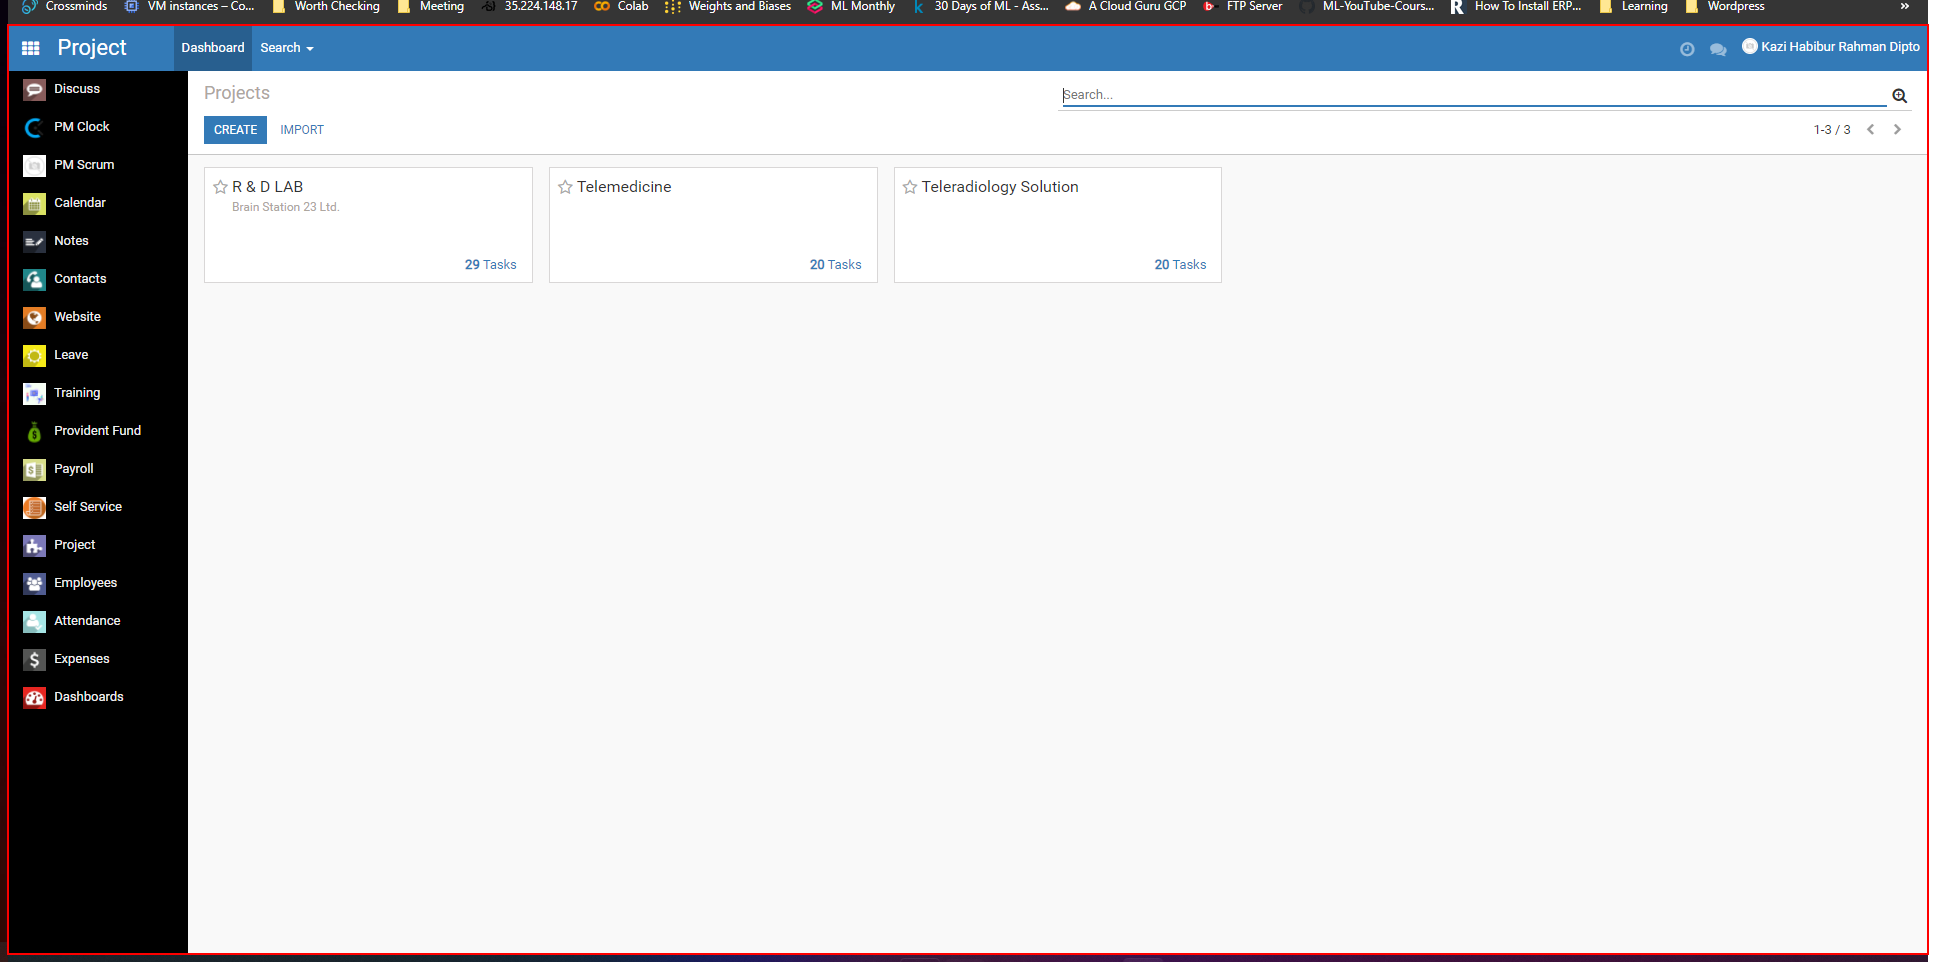 Crossminds VM instances – Co... Worth Checking Meeting 35.224.148.17 Colab Weights and Biases ML Monthly 30 Days of ML - Ass... A Cloud Guru GCP FTP Server ML-YouTube-Cours... How To Install ERP... Learning Wordpress »
Project Dashboard Search Kazi Habibur Rahman Dipto
Discuss
PM Clock
PM Scrum
Calendar
Notes
Contacts
Website
Leave
Training
Provident Fund
Payroll
Self Service
Project
Employees
Attendance
Expenses
Dashboards
Projects
Search...
CREATE IMPORT
1-3 / 3
R & D LAB
Brain Station 23 Ltd.
29 Tasks
Telemedicine
20 Tasks
Teleradiology Solution
20 Tasks